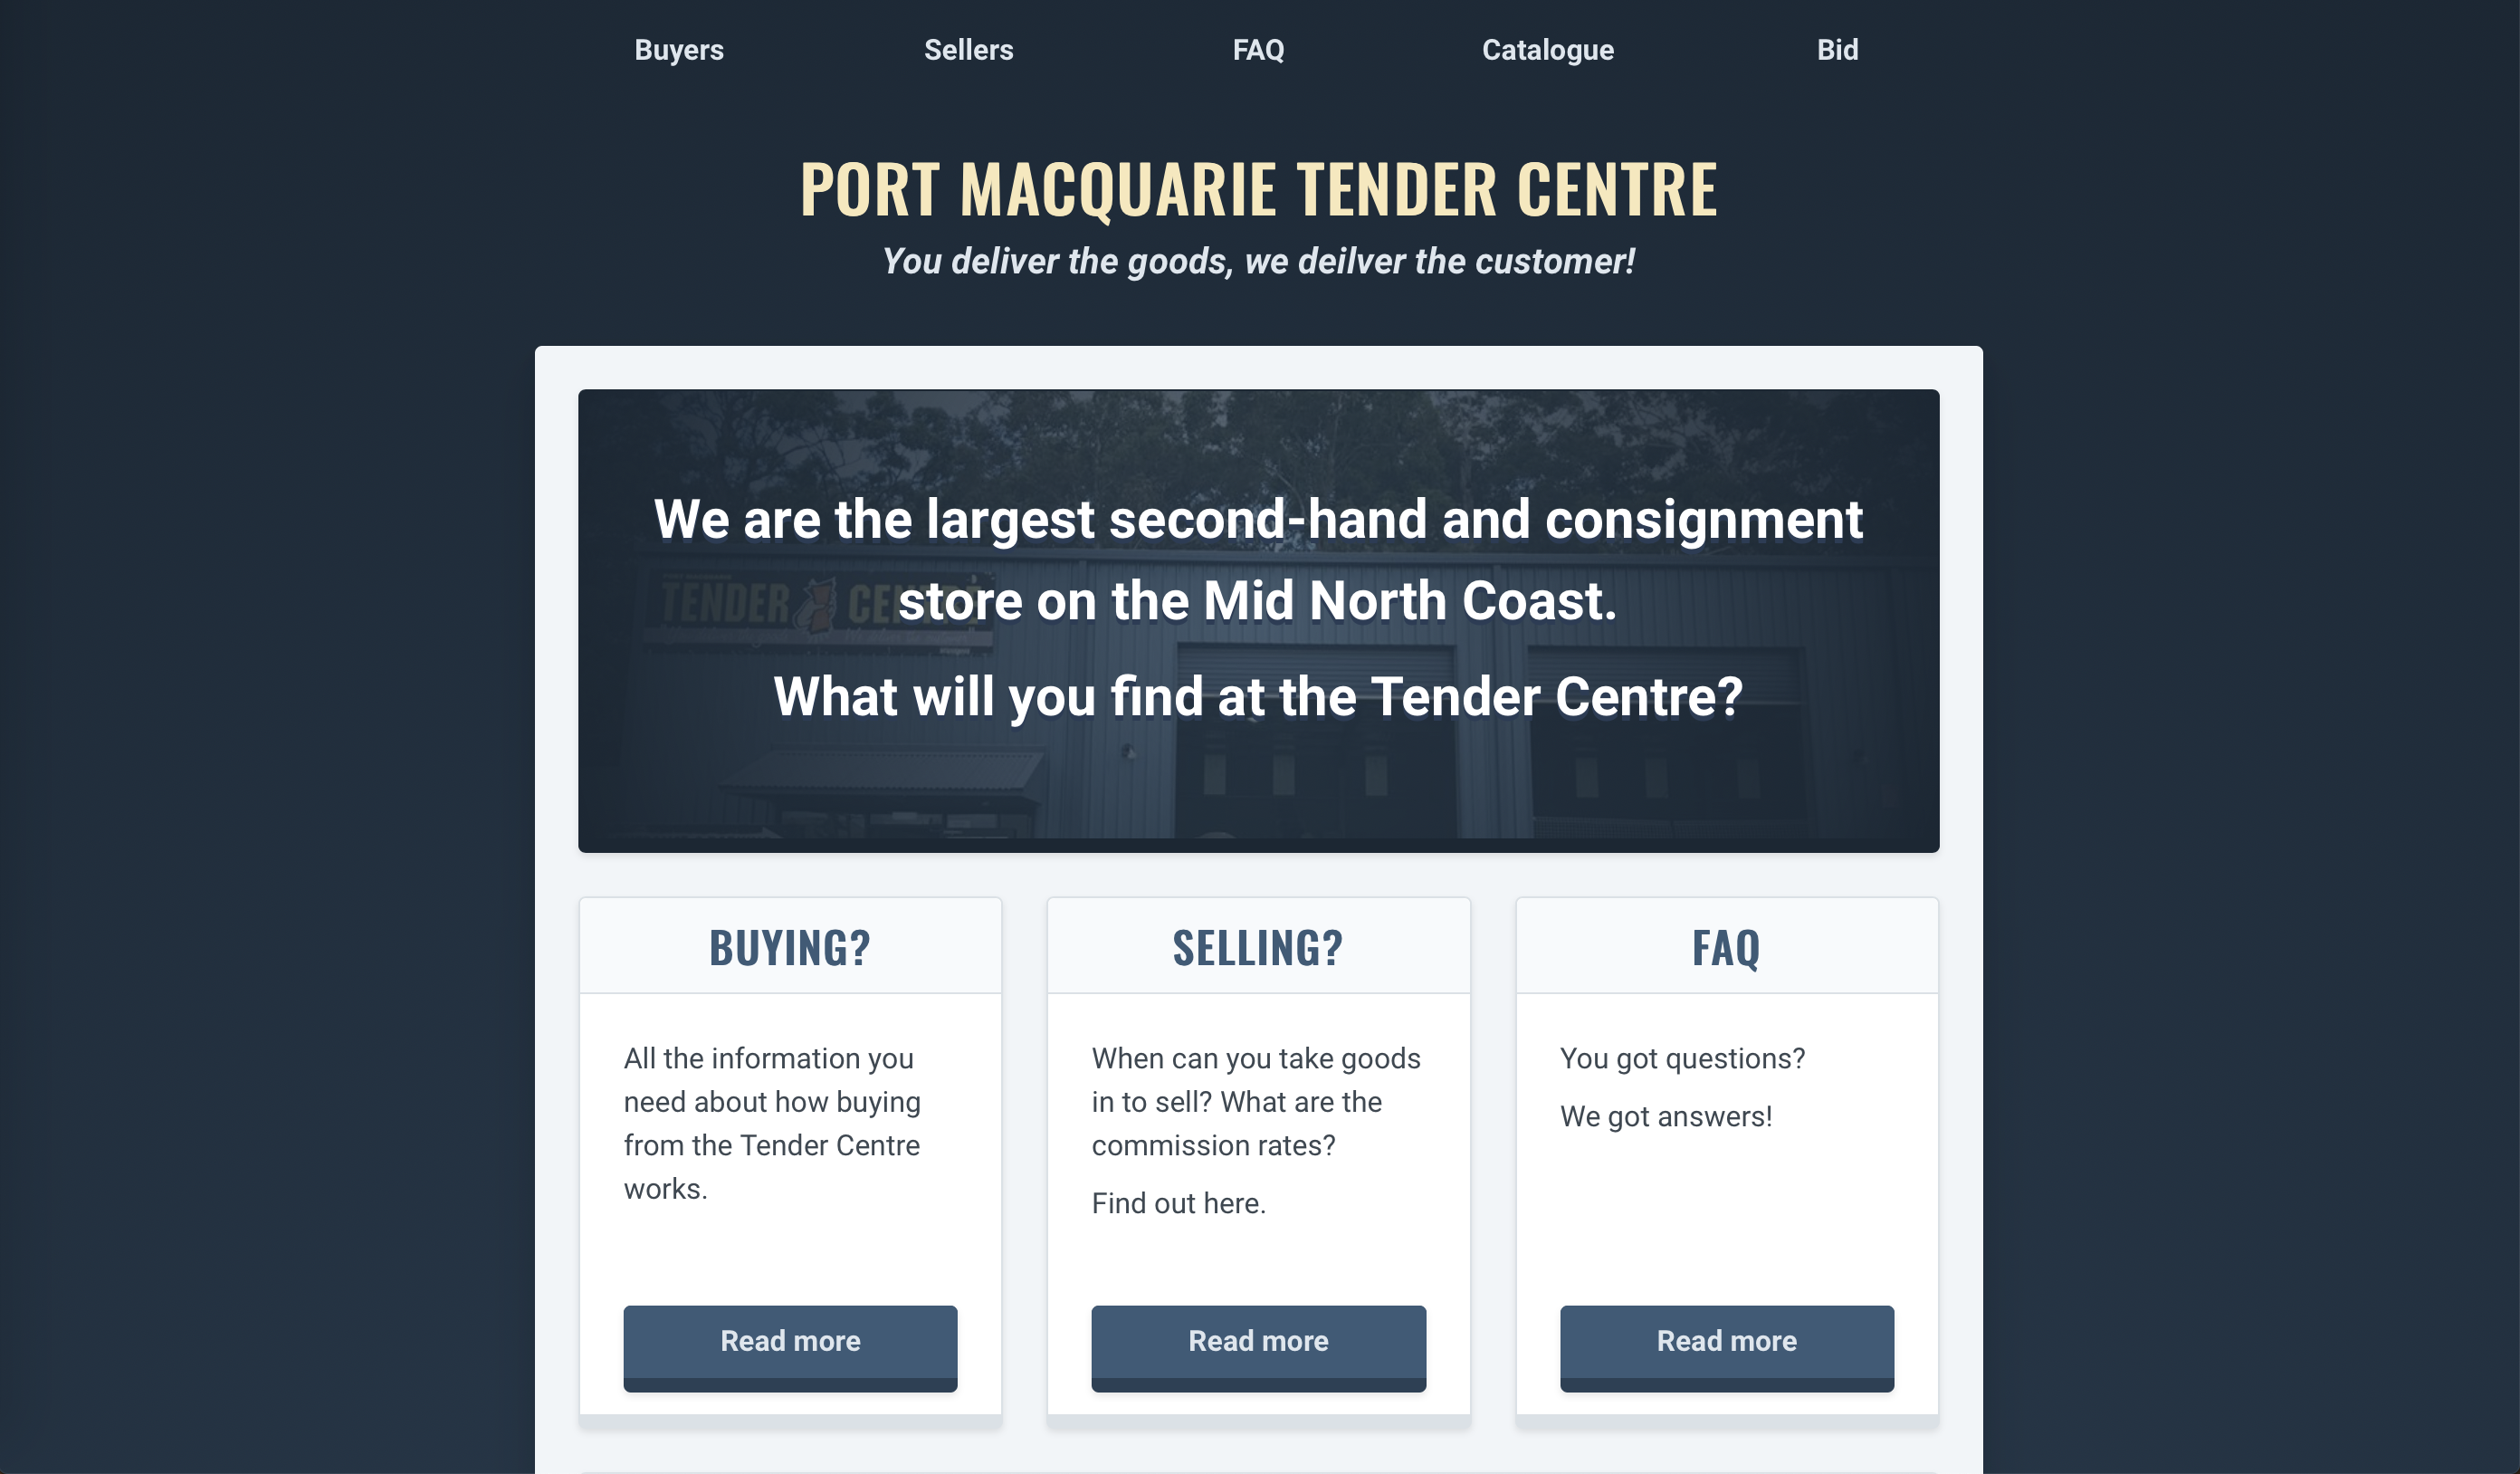 Buyers Sellers FAQ Catalogue Bid
PORT MACQUARIE TENDER CENTRE
You deliver the goods, we deilver the customer!
We are the largest second-hand and consignment
store on the Mid North Coast.
TENDER CENTRE
What will you find at the Tender Centre?
BUYING?
All the information you
need about how buying
from the Tender Centre
works.
Read more
SELLING?
When can you take goods
in to sell? What are the
commission rates?
Find out here.
Read more
FAQ
You got questions?
We got answers!
Read more